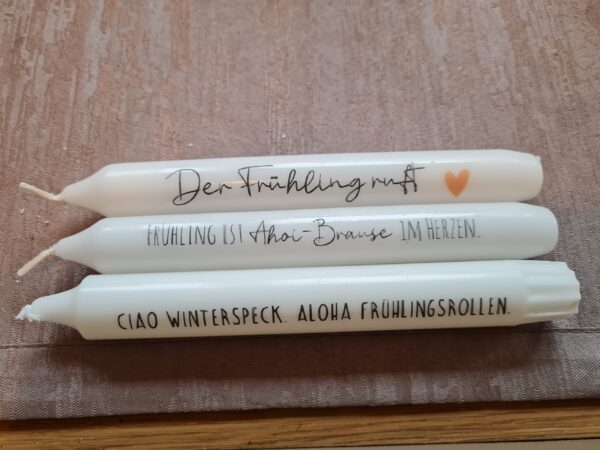 Der Frühling ruft
FRÜHLING IST Ahoi-Brause IM HERZEN.
CIAO WINTERSPECK. ALOHA FRÜHLINGSROLLEN.